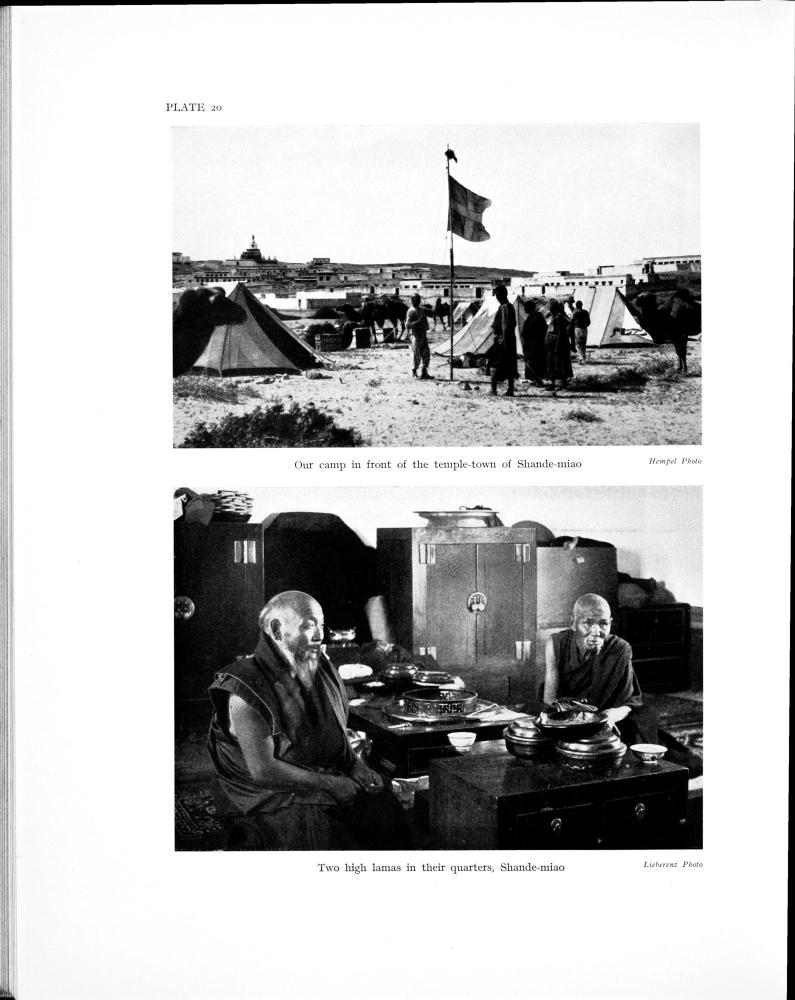 PLATE 20
Our camp in front of the temple-town of Shande-miao
Hempel Photo
Two high lamas in their quarters, Shande-miao
Lieberenz Photo